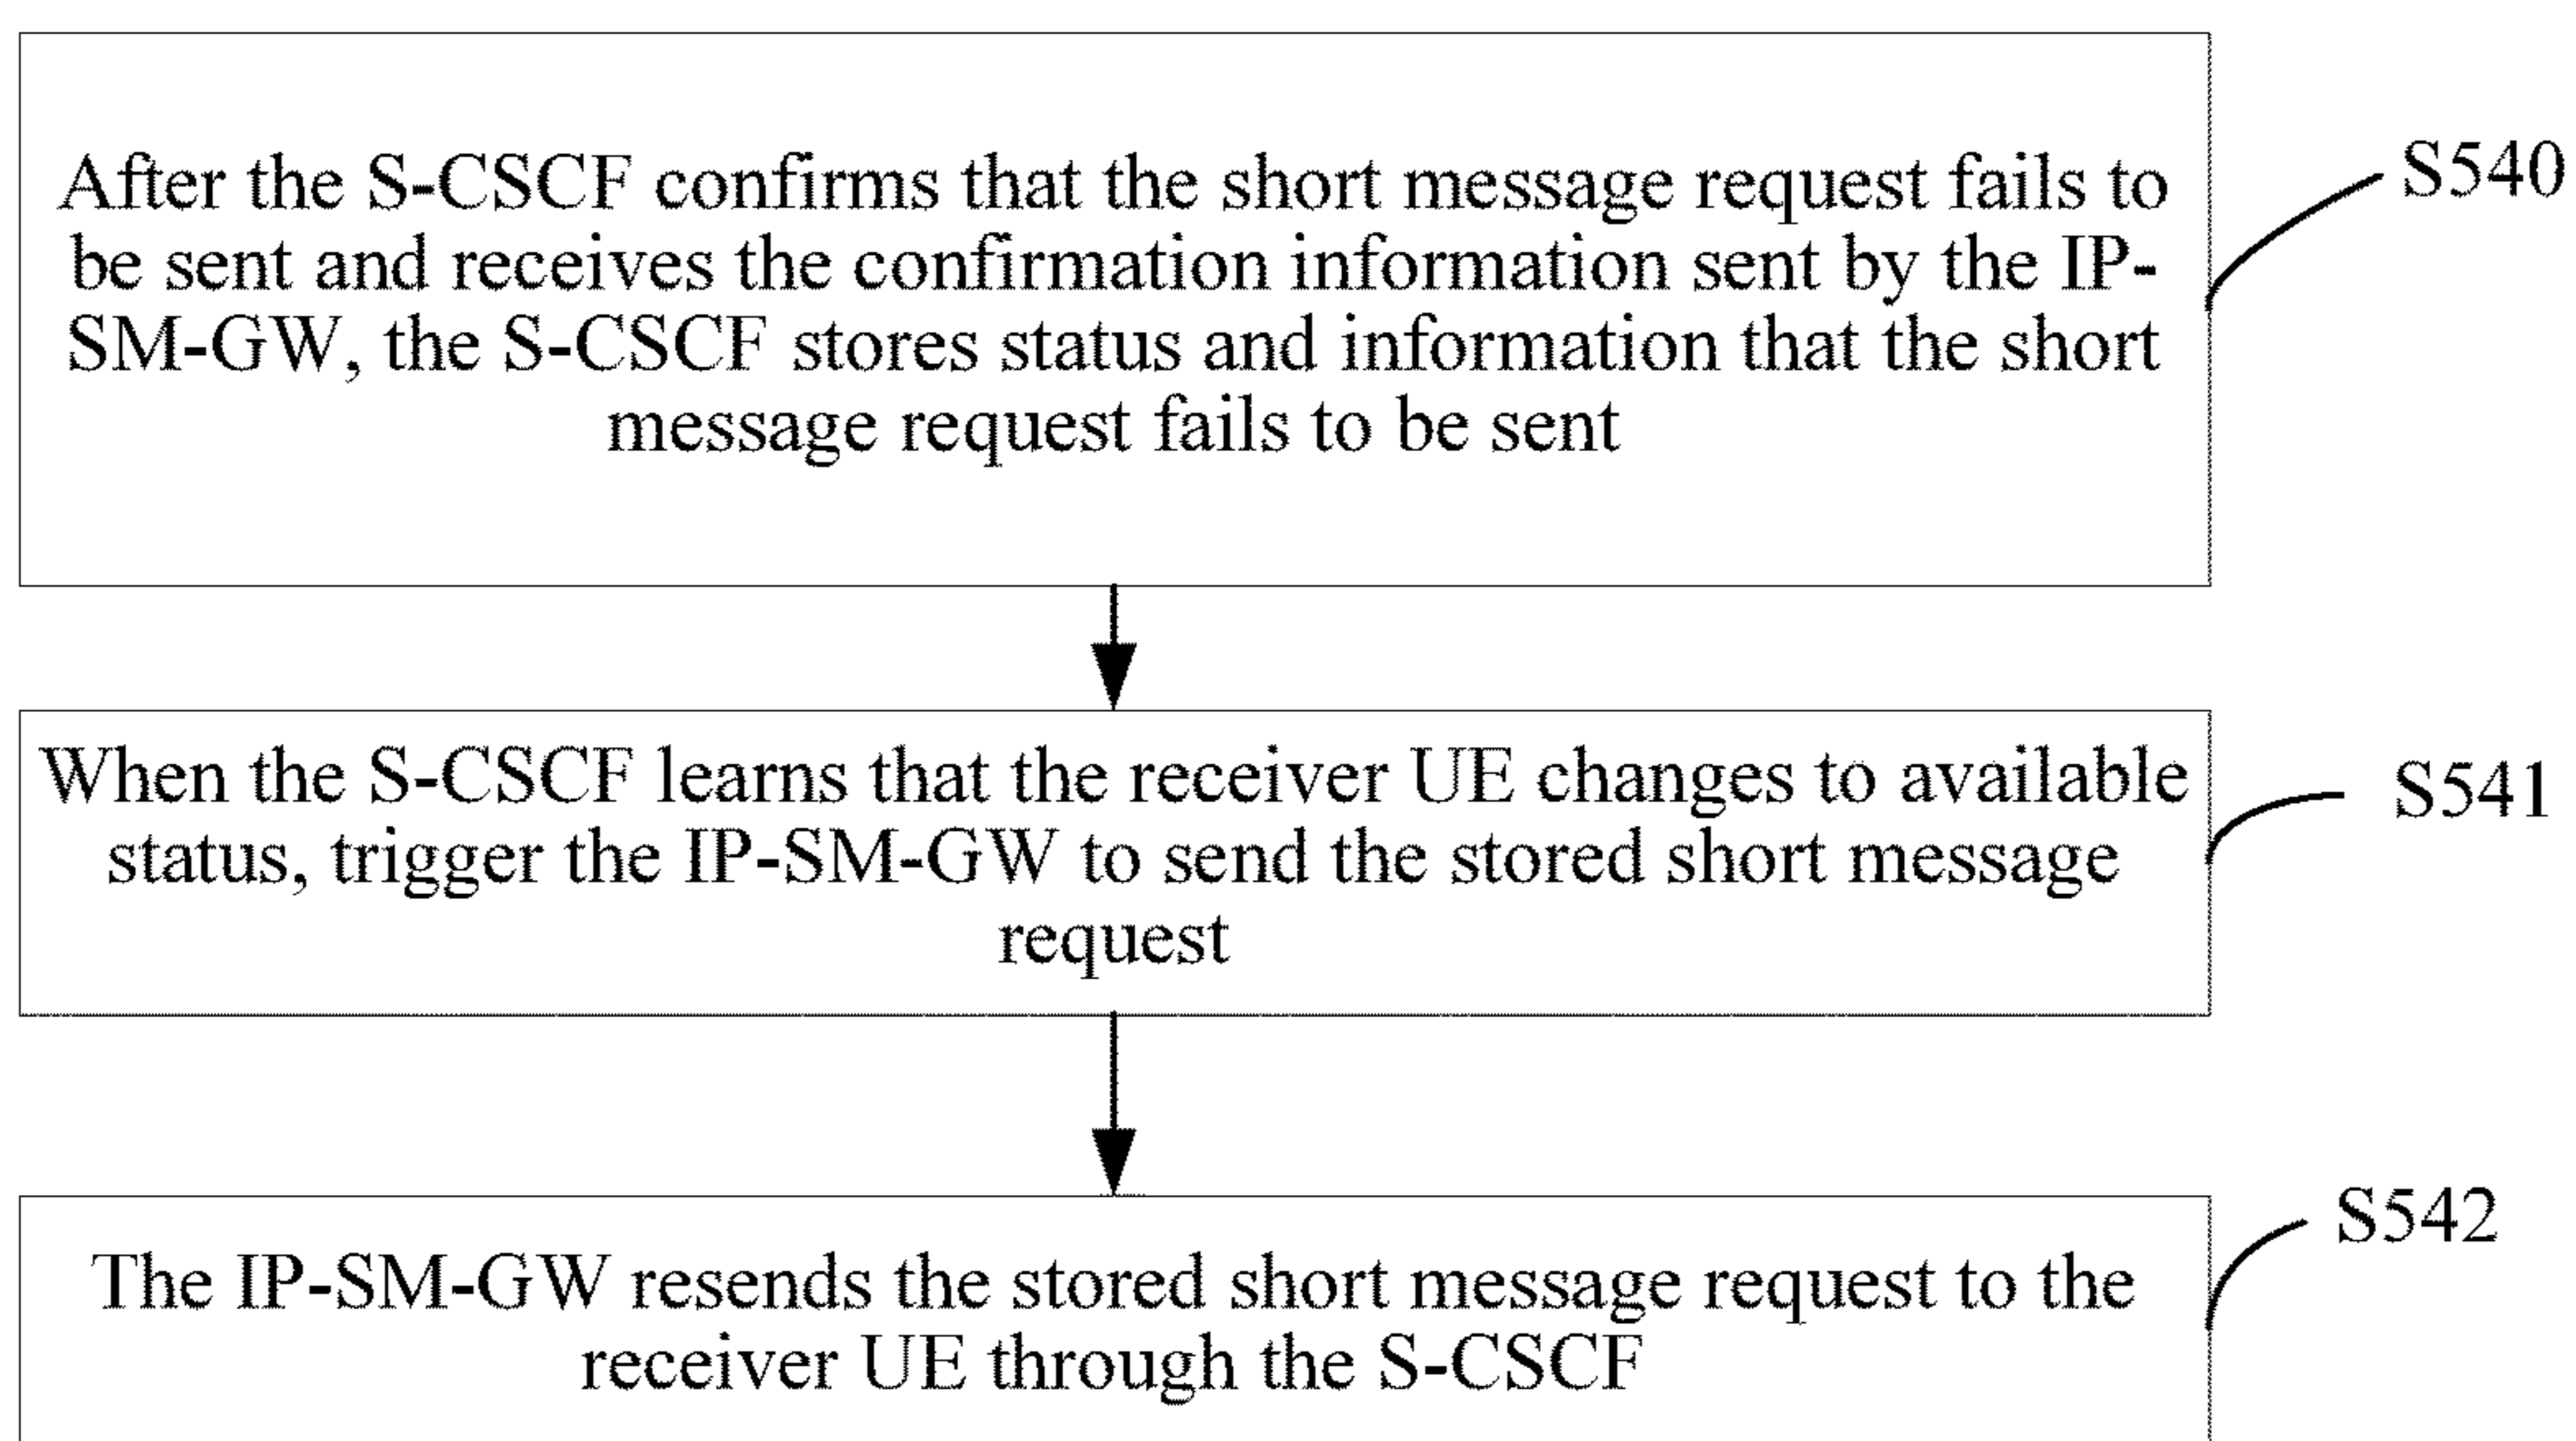 After the S-CSCF confirms that the short message request fails to
be sent and receives the confirmation information sent by the IP-
SM-GW, the S-CSCF stores status and information that the short
message request fails to be sent
S540
When the S-CSCF learns that the receiver UE changes to available
status, trigger the IP-SM-GW to send the stored short message
request
S541
The IP-SM-GW resends the stored short message request to the
receiver UE through the S-CSCF
S542